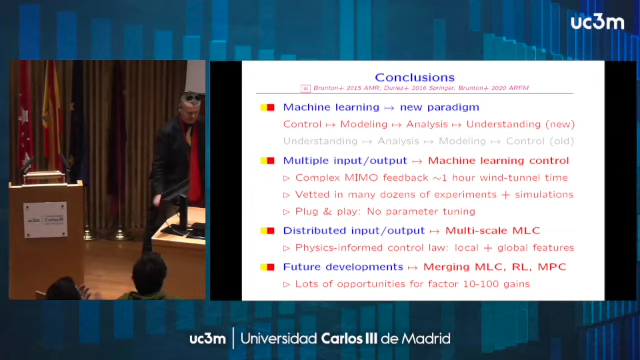 uc3m
Conclusions
Brunton+ 2015 AMR; Duriez+ 2016 Springer, Brunton+ 2020 ARFM
Machine learning ↦ new paradigm
Control ↦ Modeling ↦ Analysis ↦ Understanding (new)
Understanding ↦ Analysis ↦ Modeling ↦ Control (old)
Multiple input/output ↦ Machine learning control
▷ Complex MIMO feedback ~1 hour wind-tunnel time
▷ Vetted in many dozens of experiments + simulations
▷ Plug & play: No parameter tuning
Distributed input/output ↦ Multi-scale MLC
▷ Physics-informed control law: local + global features
Future developments ↦ Merging MLC, RL, MPC
▷ Lots of opportunities for factor 10-100 gains
uc3m
uc3m | Universidad Carlos III de Madrid